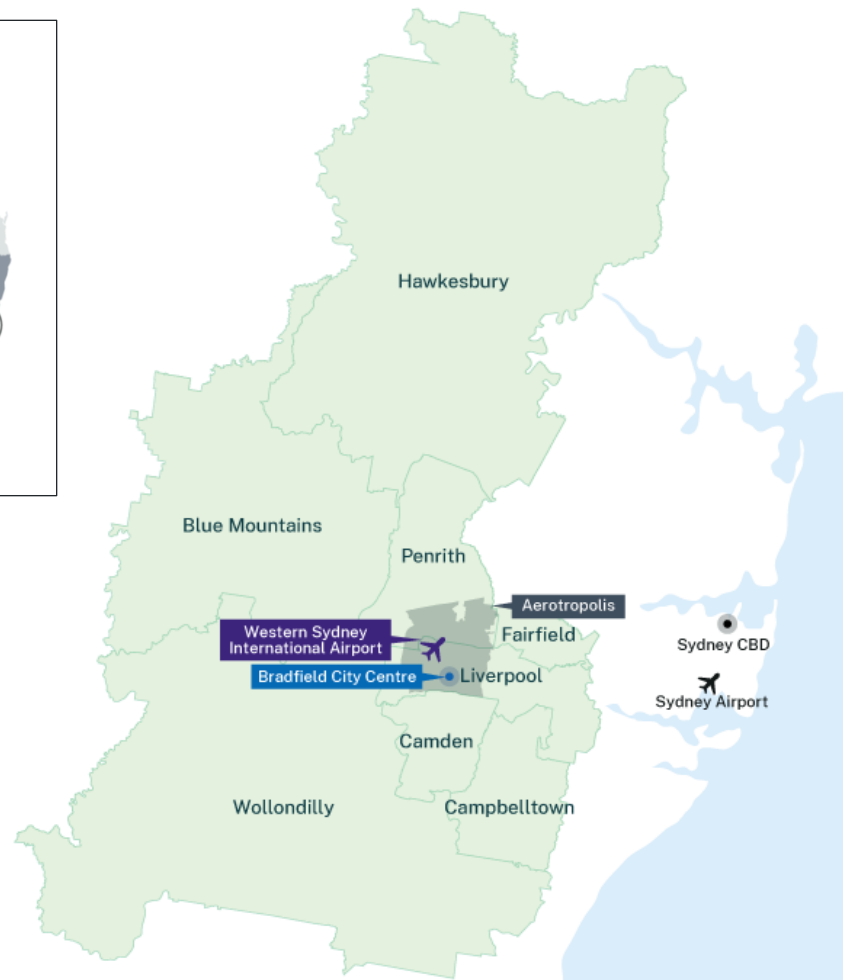 Hawkesbury
Blue Mountains
Penrith
Aerotropolis
Western Sydney
International Airport
Fairfield
Sydney CBD
Bradfield City Centre
Liverpool
Sydney Airport
Camden
Wollondilly
Campbelltown